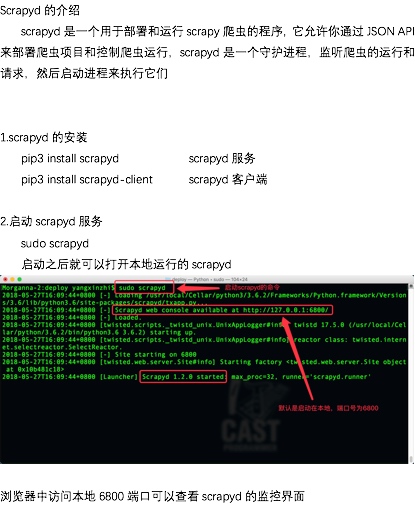 Scrapyd 的介绍
scrapyd 是一个用于部署和运行 scrapy 爬虫的程序，它允许你通过 JSON API
来部署爬虫项目和控制爬虫运行，scrapyd 是一个守护进程，监听爬虫的运行和
请求，然后启动进程来执行它们
1.scrapyd 的安装
pip3 install scrapyd scrapyd 服务
pip3 install scrapyd-client scrapyd 客户端
2.启动 scrapyd 服务
sudo scrapyd
启动之后就可以打开本地运行的 scrapyd
deploy — Python - sudo — 108×24
Morganna-2:deploy yangxinzhi$ sudo scrapyd 启动scrapyd的命令
2018-05-27T16:09:44+0800 [-] Loading /usr/local/Cellar/python3/3.6.2/Frameworks/Python.framework/Version
s/3.6/lib/python3.6/site-packages/scrapyd/txapp.py...
2018-05-27T16:09:44+0800 [-] Scrapyd web console available at http://127.0.0.1:6800/
2018-05-27T16:09:44+0800 [-] Loaded.
2018-05-27T16:09:44+0800 [twisted.scripts._twistd_unix.UnixAppLogger#info] twistd 17.5.0 (/usr/local/Cel
lar/python3/3.6.2/bin/python3.6 3.6.2) starting up.
2018-05-27T16:09:44+0800 [twisted.scripts._twistd_unix.UnixAppLogger#info] reactor class: twisted.intern
et.selectreactor.SelectReactor.
2018-05-27T16:09:44+0800 [-] Site starting on 6800
2018-05-27T16:09:44+0800 [twisted.web.server.Site#info] Starting factory <twisted.web.server.Site object
at 0x10b481c18>
2018-05-27T16:09:44+0800 [Launcher] Scrapyd 1.2.0 started: max_proc=32, runner='scrapyd.runner'
默认是启动在本地，端口号为6800
CAST
PROGRAMMERS
浏览器中访问本地 6800 端口可以查看 scrapyd 的监控界面